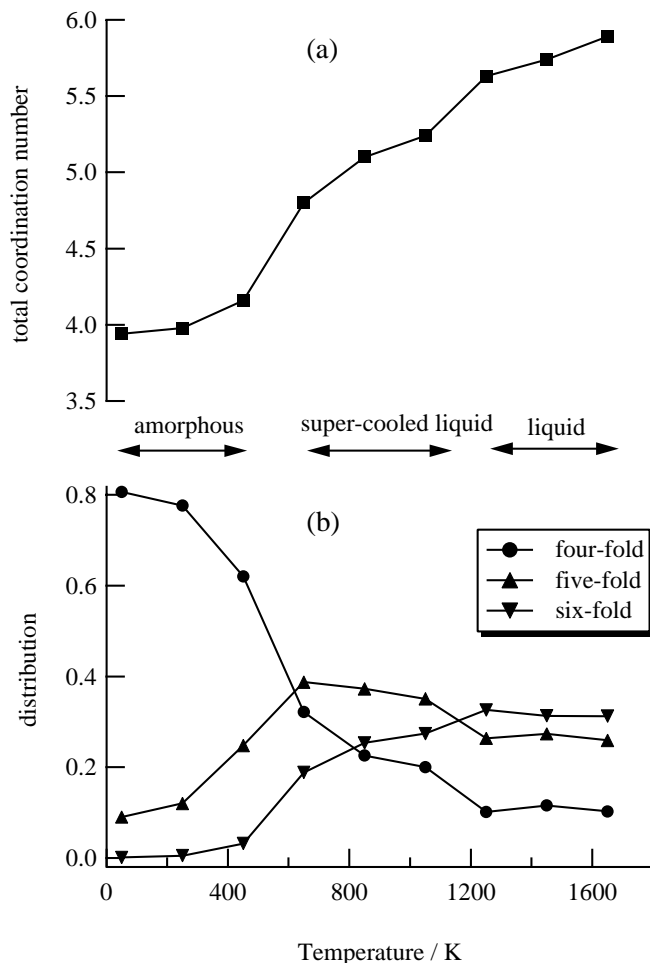 6.0
(a)
5.5
5.0
4.5
4.0
3.5
total coordination number
amorphous
super-cooled liquid
liquid
0.8
(b)
four-fold
five-fold
six-fold
0.6
0.4
0.2
0.0
distribution
0 400 800 1200 1600
Temperature / K